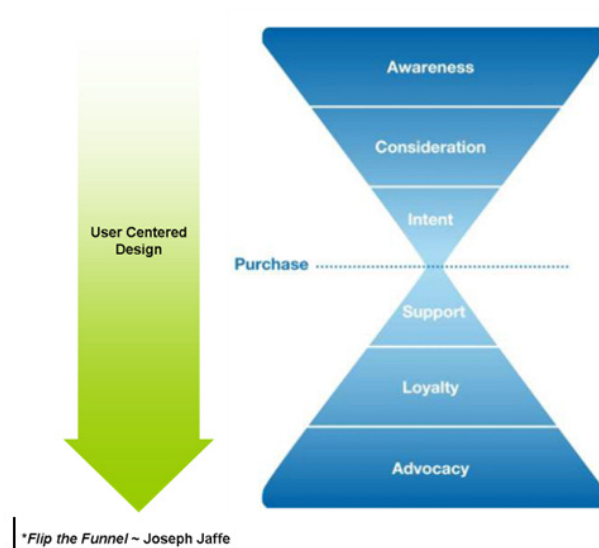 Awareness
Consideration
Intent
User Centered
Design
Purchase
Support
Loyalty
Advocacy
*Flip the Funnel ~ Joseph Jaffe